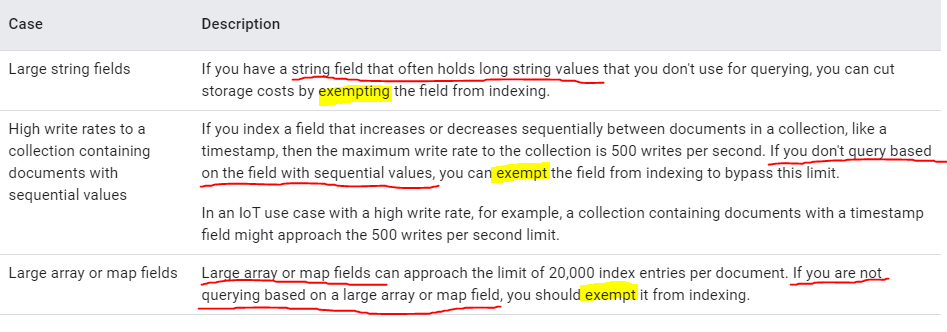 Case Description
Large string fields If you have a string field that often holds long string values that you don't use for querying, you can cut
storage costs by exempting the field from indexing.
High write rates to a If you index a field that increases or decreases sequentially between documents in a collection, like a
collection containing timestamp, then the maximum write rate to the collection is 500 writes per second. If you don't query based
documents with on the field with sequential values, you can exempt the field from indexing to bypass this limit.
sequential values
In an IoT use case with a high write rate, for example, a collection containing documents with a timestamp
field might approach the 500 writes per second limit.
Large array or map fields Large array or map fields can approach the limit of 20,000 index entries per document. If you are not
querying based on a large array or map field, you should exempt it from indexing.